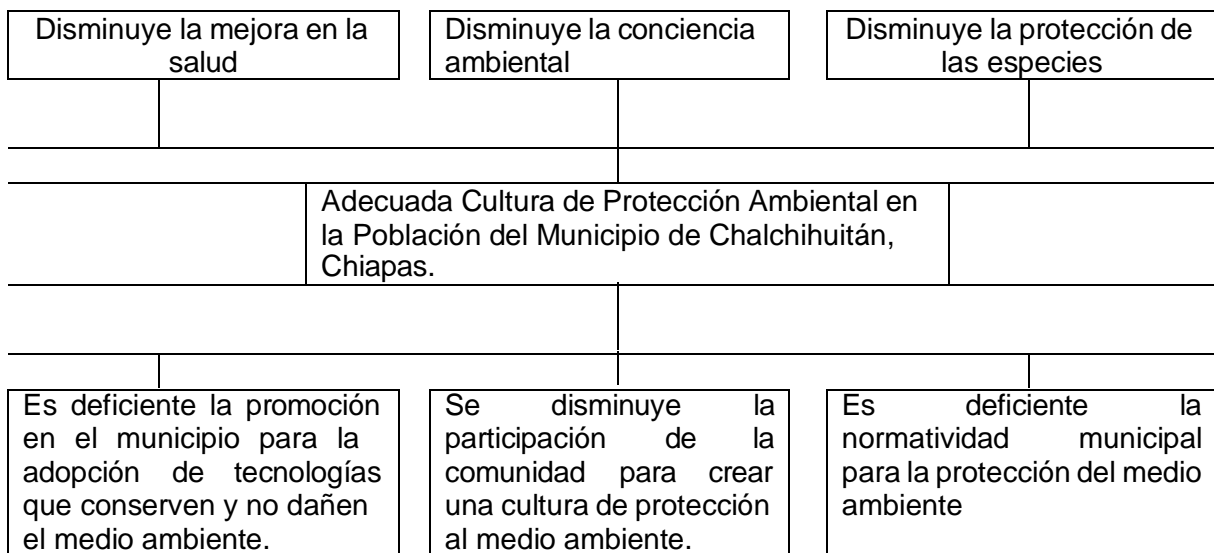 Disminuye la mejora en la
salud
Disminuye la conciencia
ambiental
Disminuye la protección de
las especies
Adecuada Cultura de Protección Ambiental en
la Población del Municipio de Chalchihuitán,
Chiapas.
Es deficiente la promoción
en el municipio para la
adopción de tecnologías
que conserven y no dañen
el medio ambiente.
Se disminuye la
participación de la
comunidad para crear
una cultura de protección
al medio ambiente.
Es deficiente la
normatividad municipal
para la protección del medio
ambiente